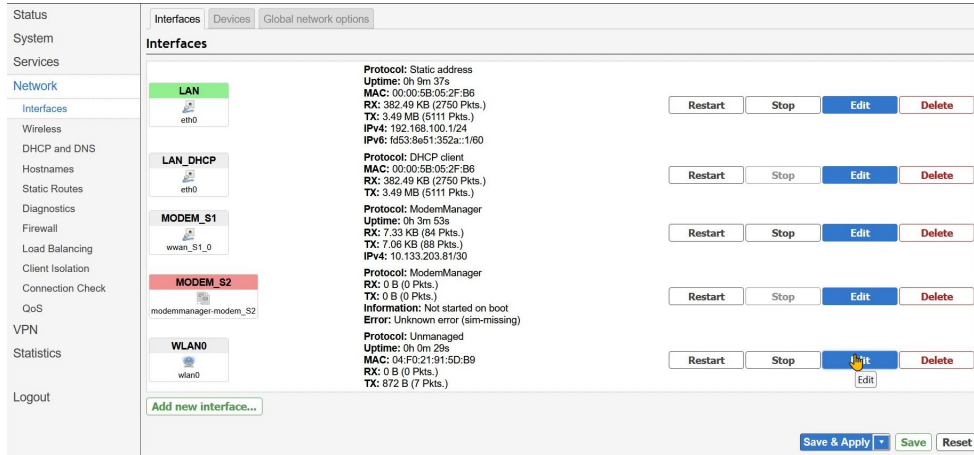 Status
System
Services
Network
Interfaces
Wireless
DHCP and DNS
Hostnames
Static Routes
Diagnostics
Firewall
Load Balancing
Client Isolation
Connection Check
QoS
VPN
Statistics
Logout
Interfaces Devices Global network options
Interfaces
LAN
eth0
Protocol: Static address
Uptime: 0h 9m 37s
MAC: 00:00:5B:05:2F:B6
RX: 382.49 KB (2750 Pkts.)
TX: 3.49 MB (5111 Pkts.)
IPv4: 192.168.100.1/24
IPv6: fd53:8e51:352a::1/60
Restart Stop Edit Delete
LAN_DHCP
eth0
Protocol: DHCP client
MAC: 00:00:5B:05:2F:B6
RX: 382.49 KB (2750 Pkts.)
TX: 3.49 MB (5111 Pkts.)
Restart Stop Edit Delete
MODEM_S1
wwan_S1_0
Protocol: ModemManager
Uptime: 0h 3m 53s
RX: 7.33 KB (84 Pkts.)
TX: 7.06 KB (88 Pkts.)
IPv4: 10.133.203.81/30
Restart Stop Edit Delete
MODEM_S2
modemmanager-modem_S2
Protocol: ModemManager
RX: 0 B (0 Pkts.)
TX: 0 B (0 Pkts.)
Information: Not started on boot
Error: Unknown error (sim-missing)
Restart Stop Edit Delete
WLAN0
wlan0
Protocol: Unmanaged
Uptime: 0h 0m 29s
MAC: 04:F0:21:91:5D:B9
RX: 0 B (0 Pkts.)
TX: 872 B (7 Pkts.)
Restart Stop Edit Delete
Edit
Add new interface...
Save & Apply Save Reset